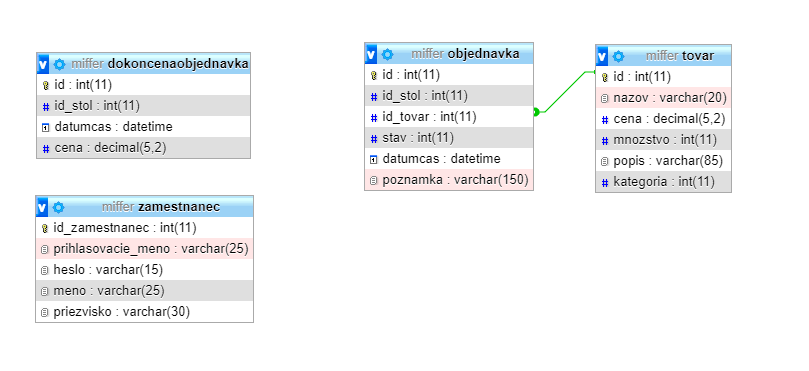 v miffer dokoncenaobjednavka
id : int(11)
# id_stol : int(11)
datumcas : datetime
# cena : decimal(5,2)
v miffer zamestnanec
id_zamestnanec : int(11)
prihlasovacie_meno : varchar(25)
heslo : varchar(15)
meno : varchar(25)
priezvisko : varchar(30)
v miffer objednavka
id : int(11)
# id_stol : int(11)
# id_tovar : int(11)
# stav : int(11)
datumcas : datetime
poznamka : varchar(150)
v miffer tovar
id : int(11)
nazov : varchar(20)
# cena : decimal(5,2)
# mnozstvo : int(11)
popis : varchar(85)
# kategoria : int(11)